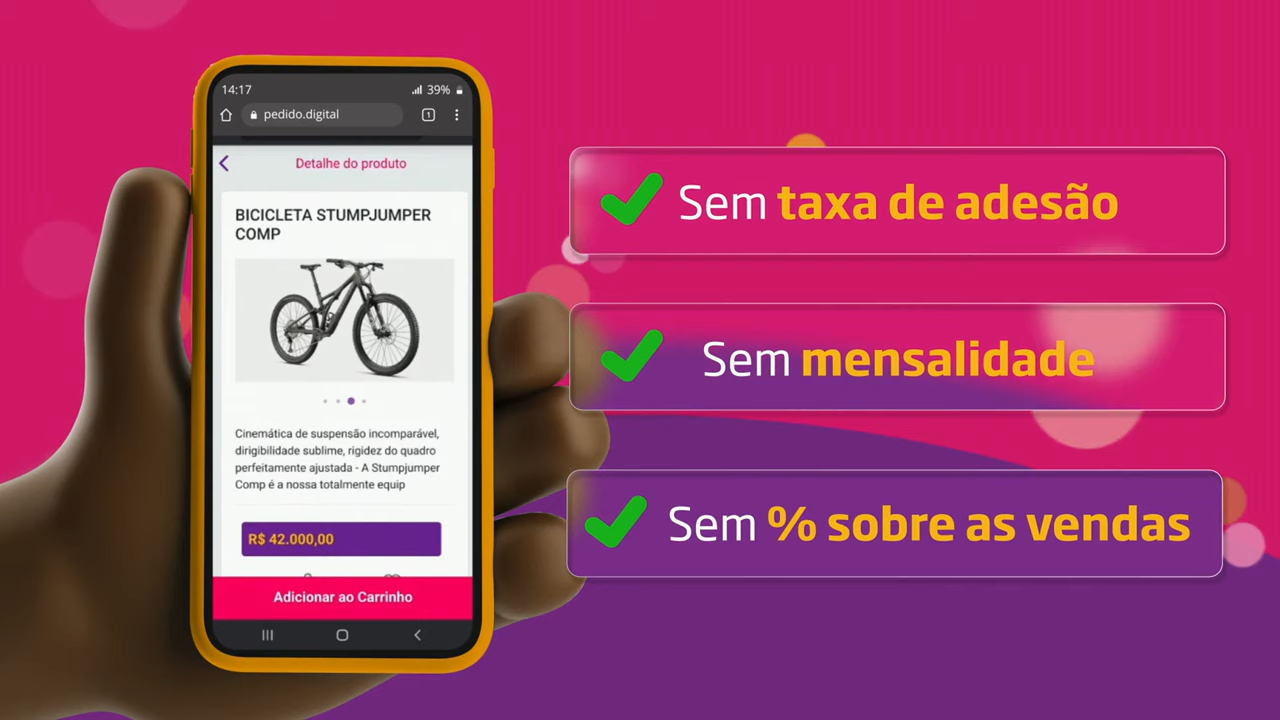 14:17
39%
pedido.digital
1
Detalhe do produto
BICICLETA STUMPJUMPER
COMP
Cinemática de suspensão incomparável,
dirigibilidade sublime, rigidez do quadro
perfeitamente ajustada - A Stumpjumper
Comp é a nossa totalmente equip
R$ 42.000,00
Adicionar ao Carrinho
Sem taxa de adesão
Sem mensalidade
Sem % sobre as vendas